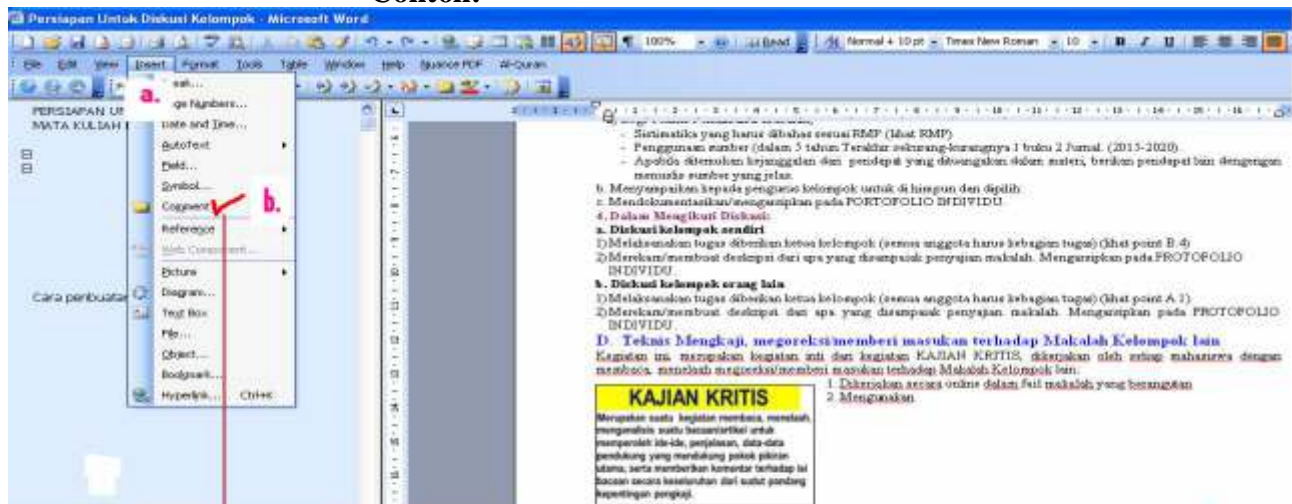 Contoh:
Persiapan Untuk Diskusi Kelompok - Microsoft Word
100% Read Normal + 10 pt Times New Roman 10 B I U
File Edit View Insert Format Tools Table Window Help Nuance PDF Al-Quran
a.
Page Numbers...
Date and Time...
AutoText
Field...
Symbol...
Comment
b.
Reference
Web Component...
Picture
Diagram...
Text Box
File...
Object...
Bookmark...
Hyperlink... Ctrl+K
PERSIAPAN UN
MATA KULIAH
Cara penbuatan
- Sistimatika yang harus dibahas sesuai RMP (lihat RMP)
- Penggunaan sumber (dalam 5 tahun Terakhir sekurang-kurangnya 1 buku 2 Jurnal. (2015-2020)
- Apabila ditemukan kejanggalan dari pendapat yang dituangkan dalam materi, berikan pendapat lain dengengan
menulis sumber yang jelas.
b. Menyampaikan kepada pengurus kelompok untuk di himpun dan dipilih
c. Mendokumentasikan/mengarsipkan pada PORTOFOLIO INDIVIDU
4. Dalam Mengikuti Diskusi:
a. Diskusi kelompok sendiri
1) Melaksanakan tugas diberikan ketua kelompok (semua anggota harus kebagian tugas) (lihat point B.4)
2) Merekam/membuat deskripsi dari apa yang disampaiak penyajian makalah. Mengarsipkan pada PROTOFOLIO
INDIVIDU.
b. Diskusi kelompok orang lain
1) Melaksanakan tugas diberikan ketua kelompok (semua anggota harus kebagian tugas) (lihat point A.1)
2) Merekam/membuat deskripsi dari apa yang disampaiak penyajian makalah. Mengarsipkan pada PROTOFOLIO
INDIVIDU.
D. Teknis Mengkaji, megoreksi/memberi masukan terhadap Makalah Kelompok lain
Kegiatan ini, merupakan kegiatan inti dari kegiatan KAJIAN KRITIS, dikerjakan oleh setiap mahasiswa dengan
membaca, menelaah megoreksi/memberi masukan terhadap Makalah Kelompok lain:
1. Dikerjakan secara online dalam fail makalah yang bersangutan
2. Mengunakan
KAJIAN KRITIS
Merupakan suatu kegiatan membaca, menelaah,
menganalisis suatu bacaan/artikel untuk
memperoleh ide-ide, penjelasan, data-data
pendukung yang mendukung pokok pikiran
utama, serta memberikan komentar terhadap isi
bacaan secara keseluruhan dari sudut pandang
kepentingan pengkaji.